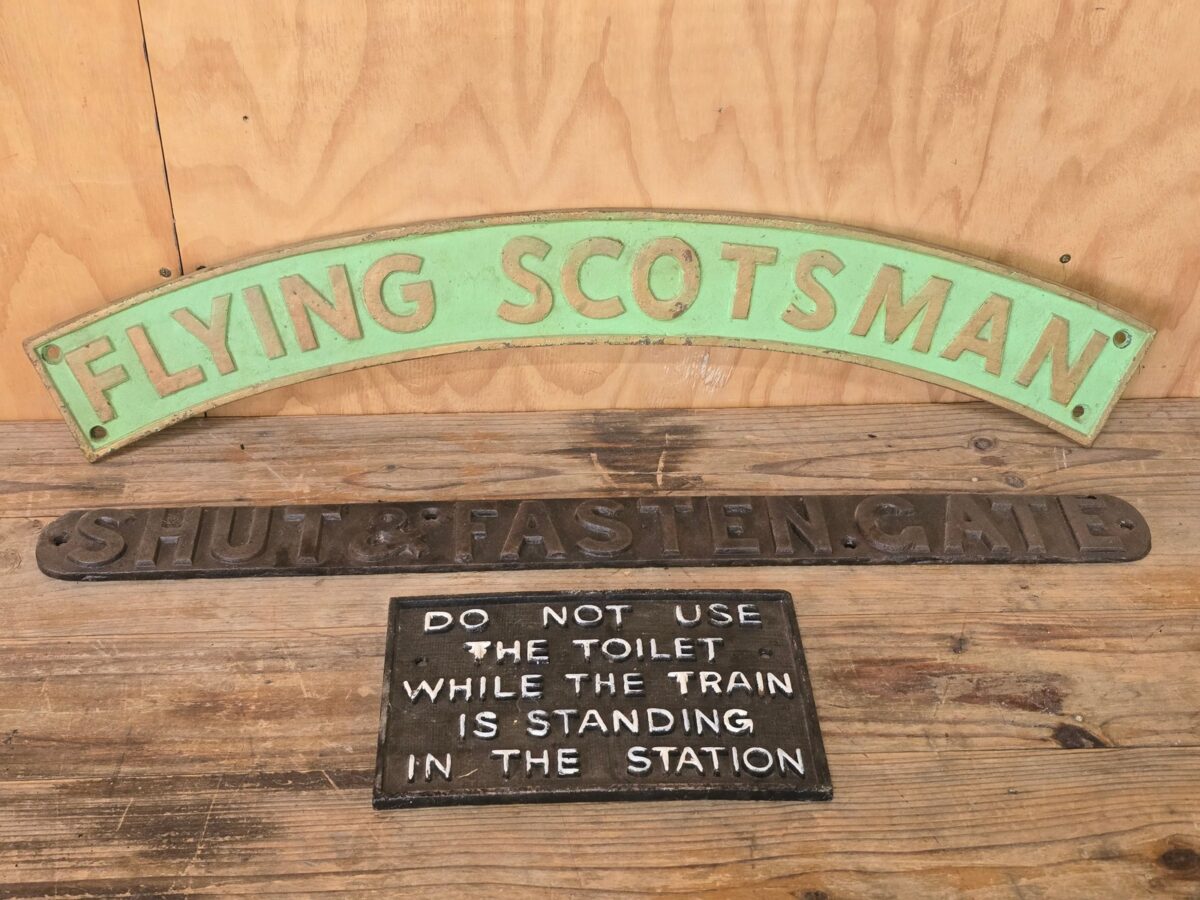 FLYING SCOTSMAN
SHUT & FASTEN GATE
DO NOT USE
THE TOILET
WHILE THE TRAIN
IS STANDING
IN THE STATION